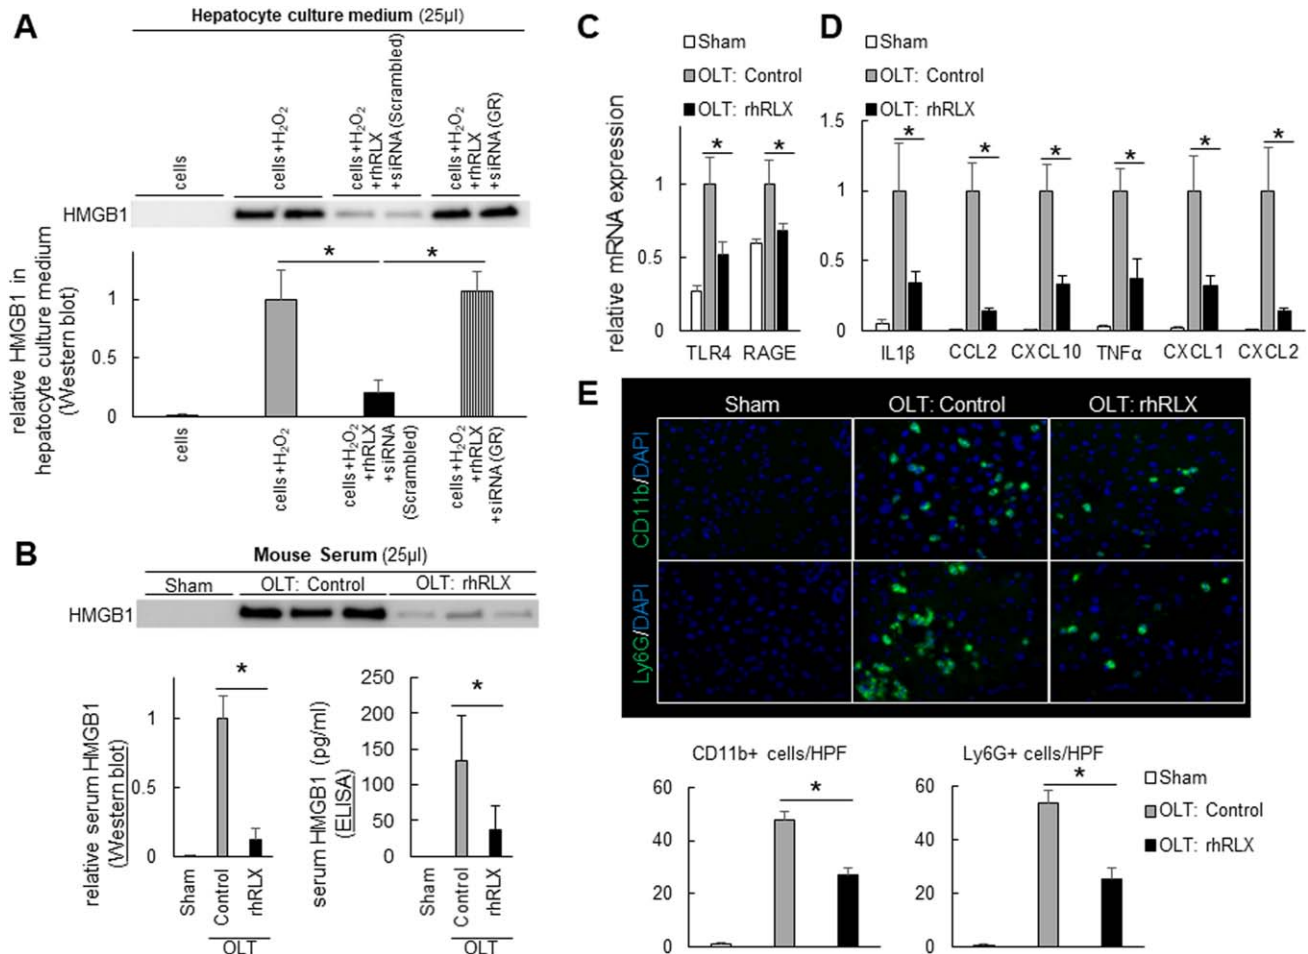 A
Hepatocyte culture medium (25µl)
cells
cells+H2O2
cells+H2O2
+rhRLX
+siRNA (Scrambled)
cells+H2O2
+rhRLX
+siRNA (GR)
HMGB1
relative HMGB1 in
hepatocyte culture medium
(Western blot)
*
*
1
0.5
0
cells
cells+H2O2
cells+H2O2
+rhRLX
+siRNA
(Scrambled)
cells+H2O2
+rhRLX
+siRNA (GR)
B
Mouse Serum (25µl)
Sham
OLT: Control
OLT: rhRLX
HMGB1
relative serum HMGB1
(Western blot)
*
1
0.5
0
Sham
Control
rhRLX
OLT
serum HMGB1 (pg/ml)
(ELISA)
*
250
200
150
100
50
0
Sham
Control
rhRLX
OLT
C
Sham
OLT: Control
OLT: rhRLX
relative mRNA expression
*
*
1
0.5
0
TLR4 RAGE
D
Sham
OLT: Control
OLT: rhRLX
1.5
1
0.5
0
* * * * * *
IL1β CCL2 CXCL10 TNFα CXCL1 CXCL2
E
Sham
OLT: Control
OLT: rhRLX
CD11b/DAPI
Ly6G/DAPI
CD11b+ cells/HPF
*
60
40
20
0
Ly6G+ cells/HPF
*
60
40
20
0
Sham
OLT: Control
OLT: rhRLX